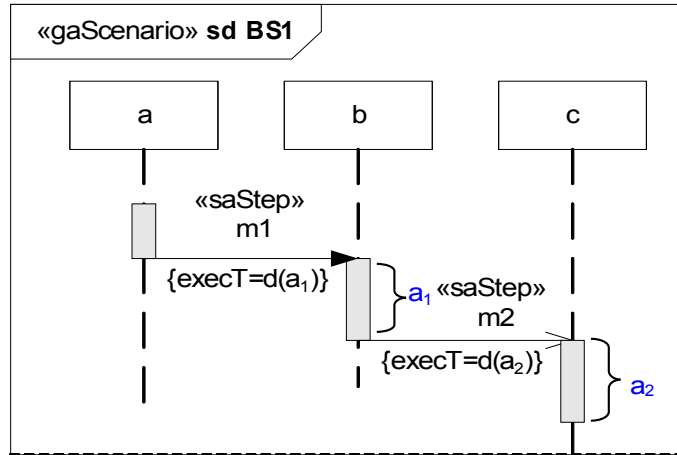 «gaScenario» sd BS1
a
b
c
«saStep»
m1
{execT=d(a₁)}
a₁
«saStep»
m2
{execT=d(a₂)}
a₂